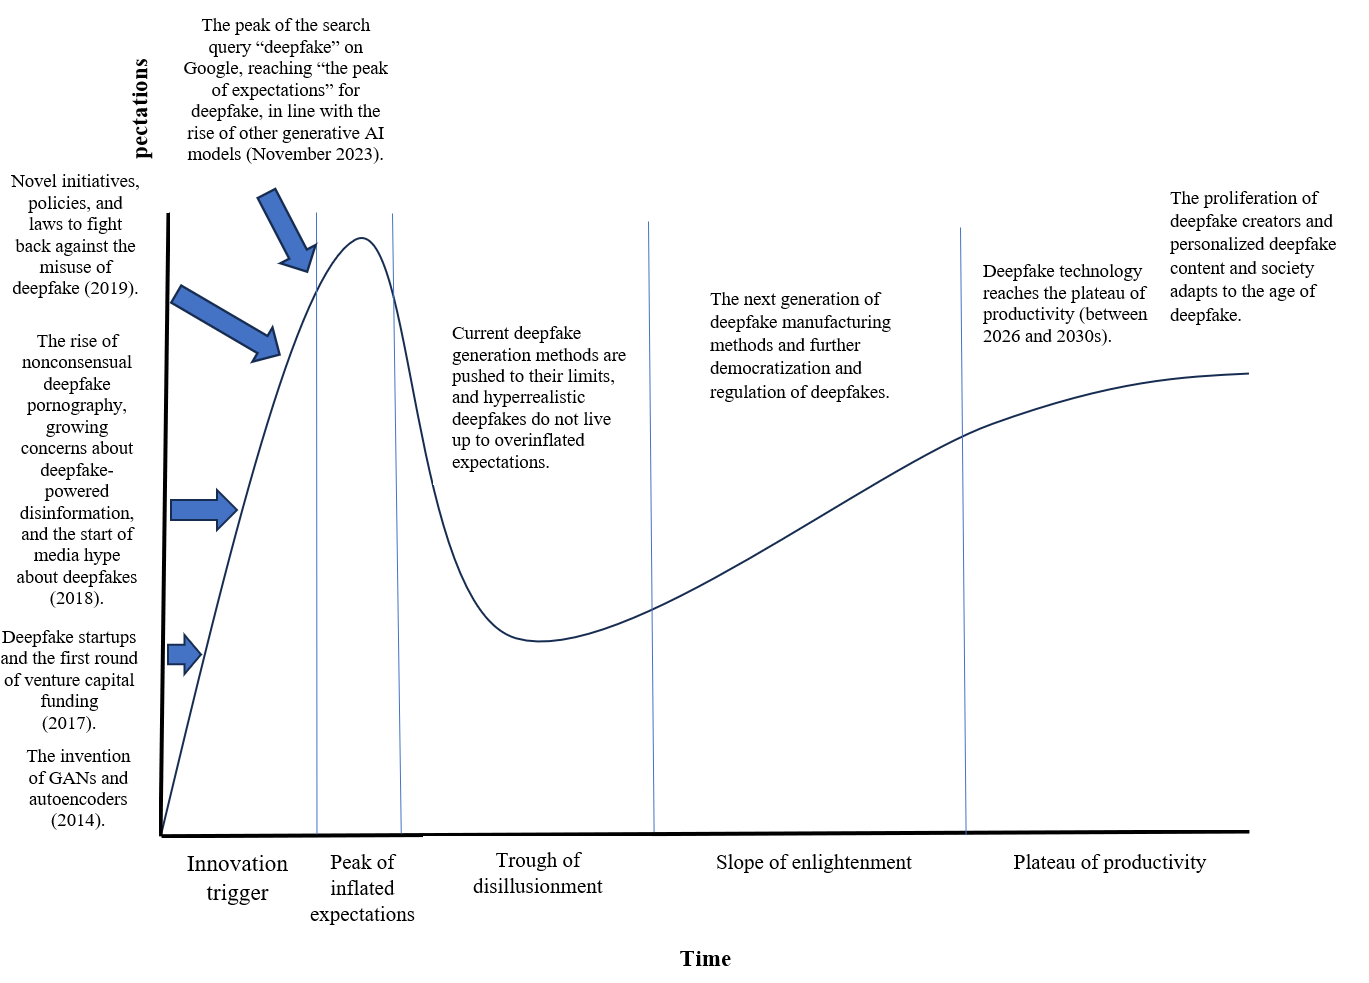 The peak of the search
query “deepfake” on
Google, reaching “the peak
of expectations” for
deepfake, in line with the
rise of other generative AI
models (November 2023).
pectations
Novel initiatives,
policies, and
laws to fight
back against the
misuse of
deepfake (2019).
The rise of
nonconsensual
deepfake
pornography,
growing
concerns about
deepfake-
powered
disinformation,
and the start of
media hype
about deepfakes
(2018).
Deepfake startups
and the first round
of venture capital
funding
(2017).
The invention
of GANs and
autoencoders
(2014).
Current deepfake
generation methods are
pushed to their limits,
and hyperrealistic
deepfakes do not live
up to overinflated
expectations.
The next generation of
deepfake manufacturing
methods and further
democratization and
regulation of deepfakes.
Deepfake technology
reaches the plateau of
productivity (between
2026 and 2030s).
The proliferation of
deepfake creators and
personalized deepfake
content and society
adapts to the age of
deepfake.
Innovation
trigger
Peak of
inflated
expectations
Trough of
disillusionment
Slope of enlightenment
Plateau of productivity
Time